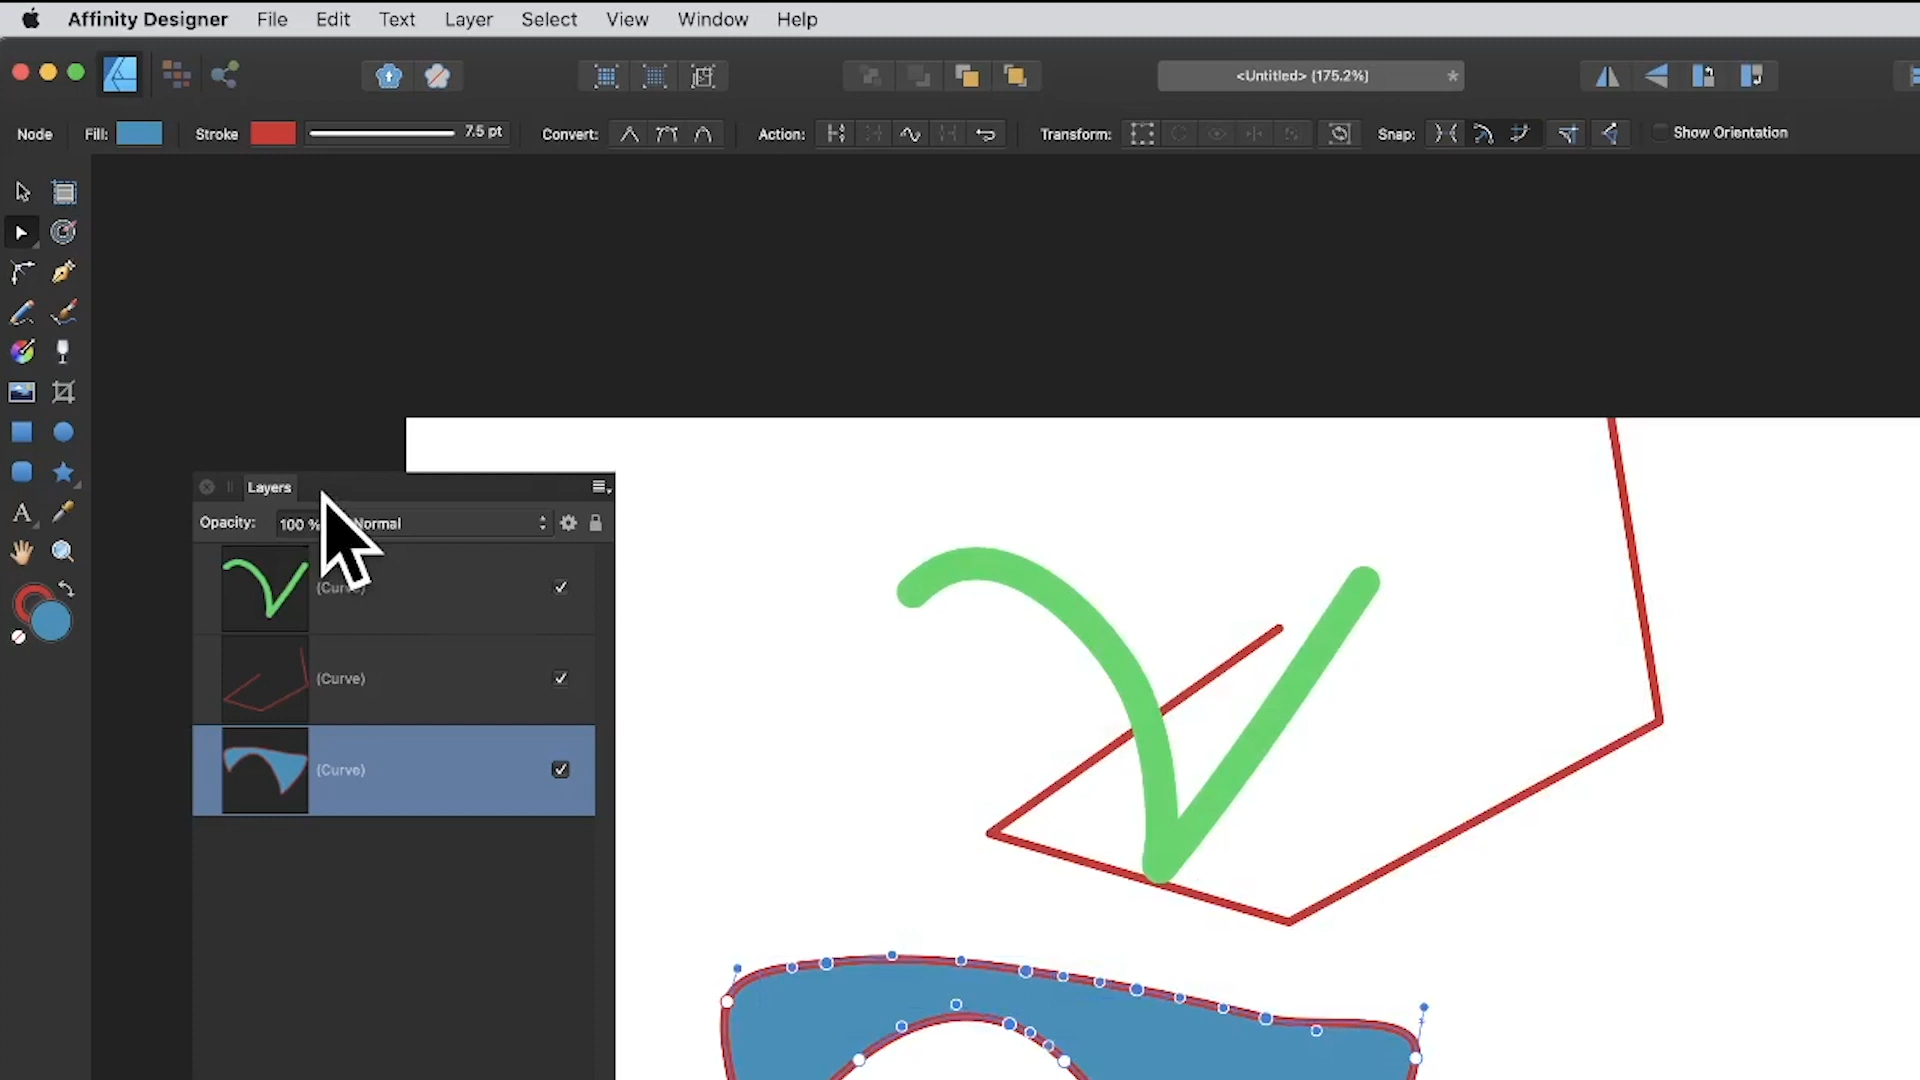 Affinity Designer File Edit Text Layer Select View Window Help
<Untitled> (175.2%) *
Node Fill: Stroke 7.5 pt Convert: Action: Transform: Snap: Show Orientation
Layers
Opacity: 100 % Normal
(Curve)
(Curve)
(Curve)